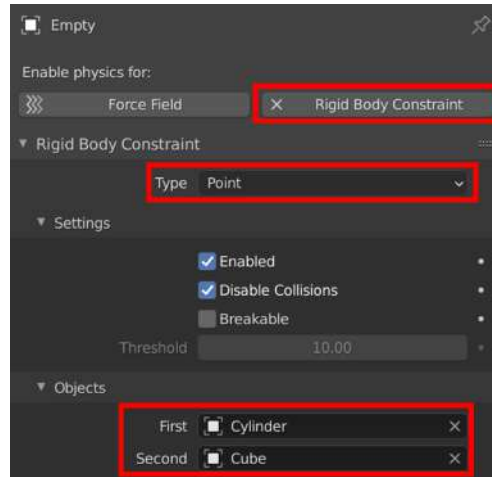 Empty
Enable physics for:
Force Field Rigid Body Constraint
Rigid Body Constraint
Type Point
Settings
Enabled
Disable Collisions
Breakable
Threshold 10.00
Objects
First Cylinder
Second Cube